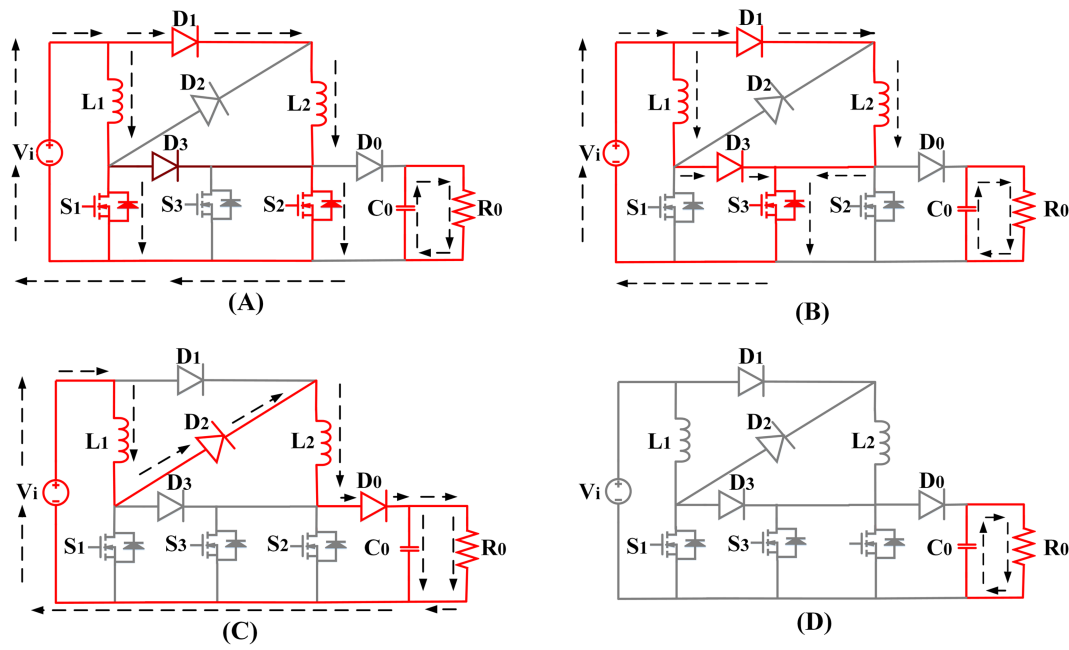 D1
D2
L1
L2
Vi
D3
D0
S1
S3
S2
C0
R0
(A)
D1
D2
L1
L2
Vi
D3
D0
S1
S3
S2
C0
R0
(B)
D1
D2
L1
L2
Vi
D3
D0
S1
S3
S2
C0
R0
(C)
D1
D2
L1
L2
Vi
D3
D0
S1
S3
C0
R0
(D)